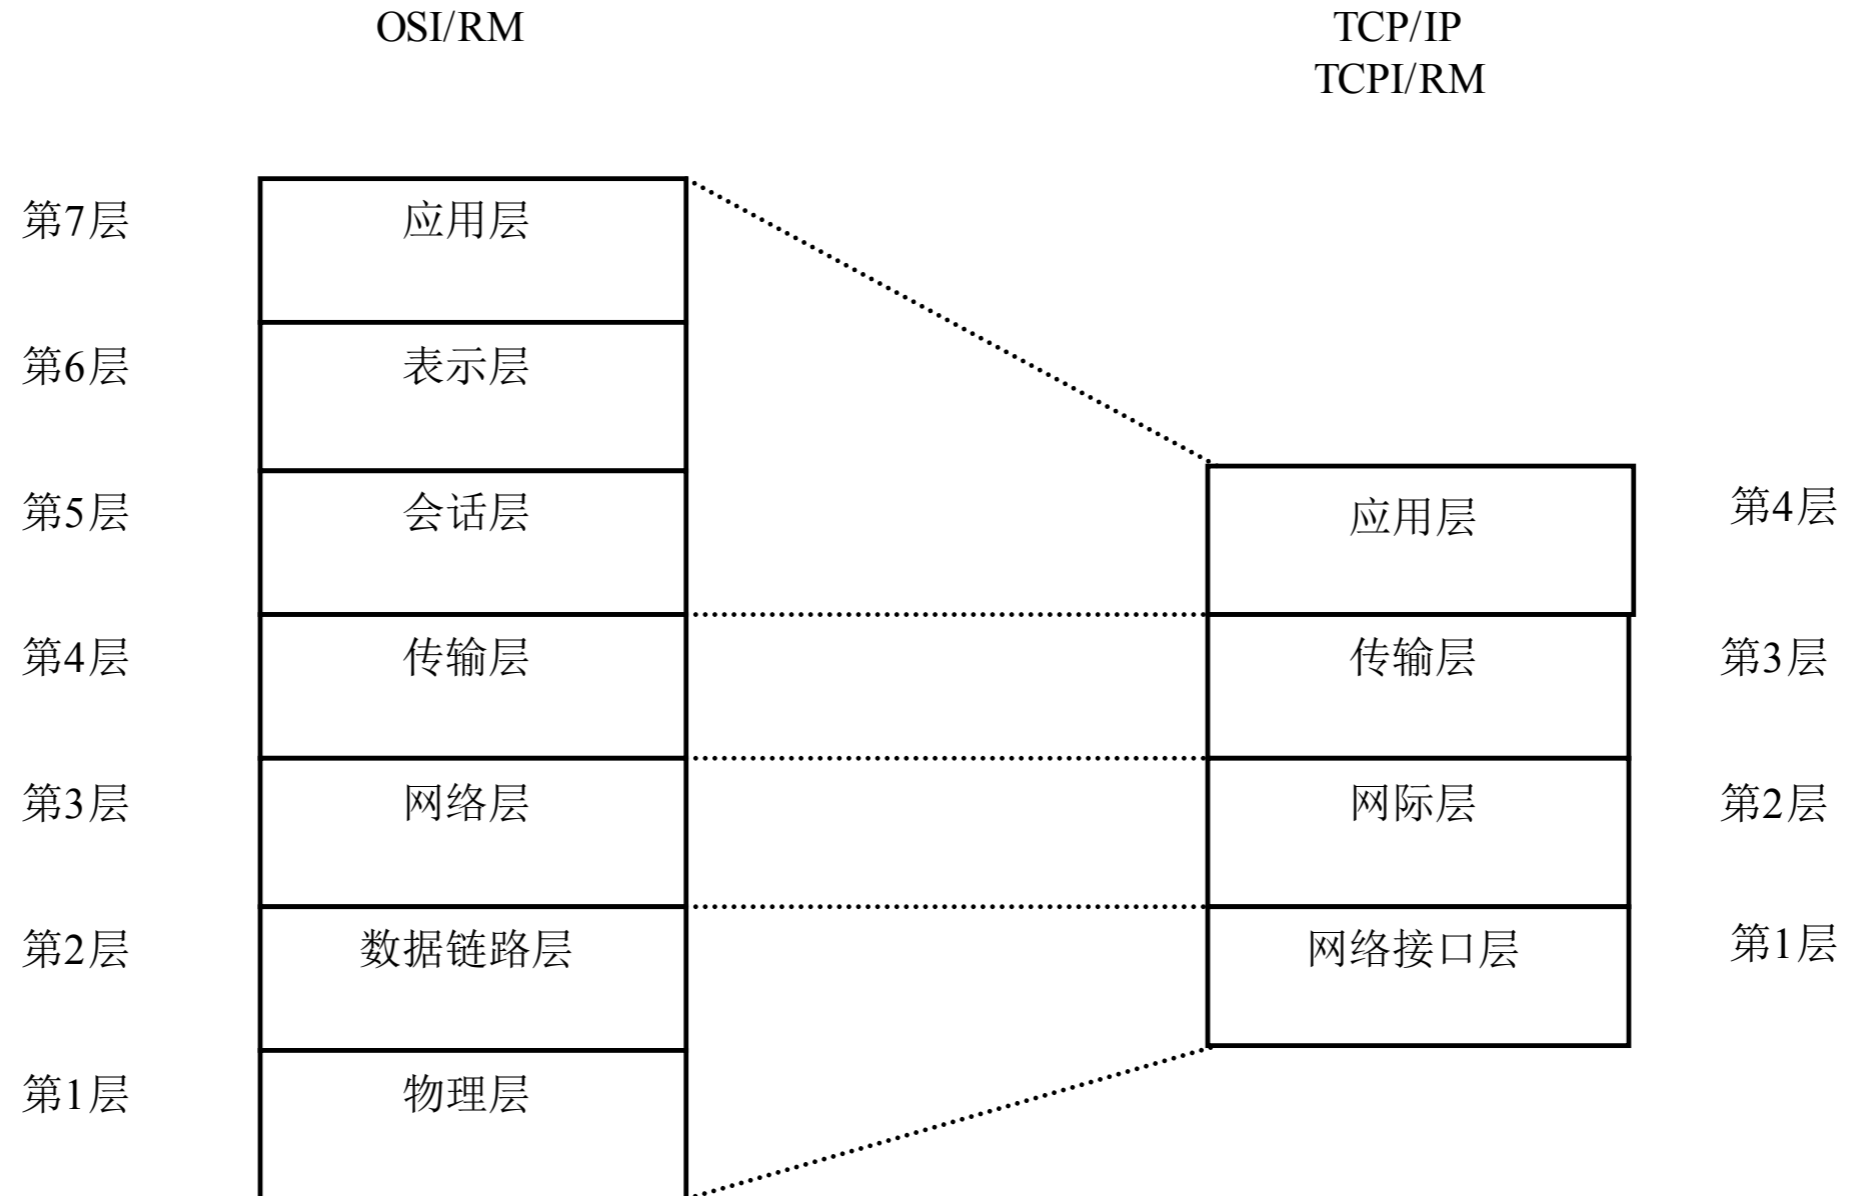 OSI/RM
TCP/IP
TCPI/RM
第7层
应用层
第6层
表示层
第5层
会话层
应用层
第4层
第4层
传输层
传输层
第3层
第3层
网络层
网际层
第2层
第2层
数据链路层
网络接口层
第1层
第1层
物理层